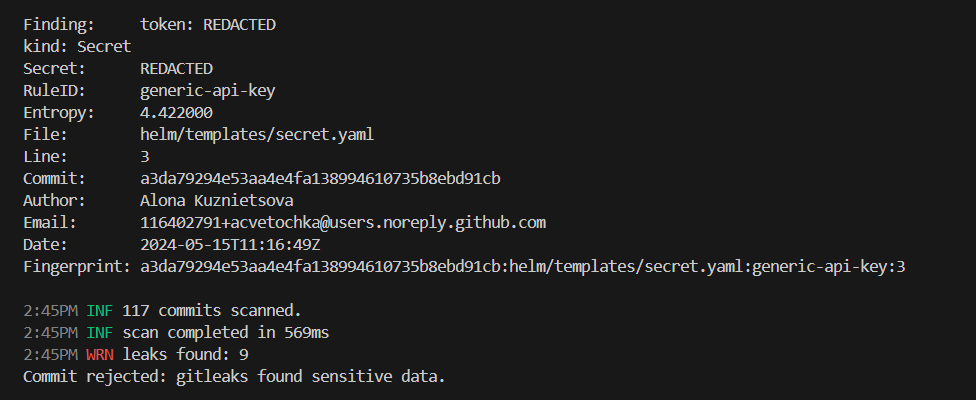 Finding: token: REDACTED
kind: Secret
Secret: REDACTED
RuleID: generic-api-key
Entropy: 4.422000
File: helm/templates/secret.yaml
Line: 3
Commit: a3da79294e53aa4e4fa138994610735b8ebd91cb
Author: Alona Kuznietsova
Email: 116402791+acvetochka@users.noreply.github.com
Date: 2024-05-15T11:16:49Z
Fingerprint: a3da79294e53aa4e4fa138994610735b8ebd91cb:helm/templates/secret.yaml:generic-api-key:3
2:45PM INF 117 commits scanned.
2:45PM INF scan completed in 569ms
2:45PM WRN leaks found: 9
Commit rejected: gitleaks found sensitive data.